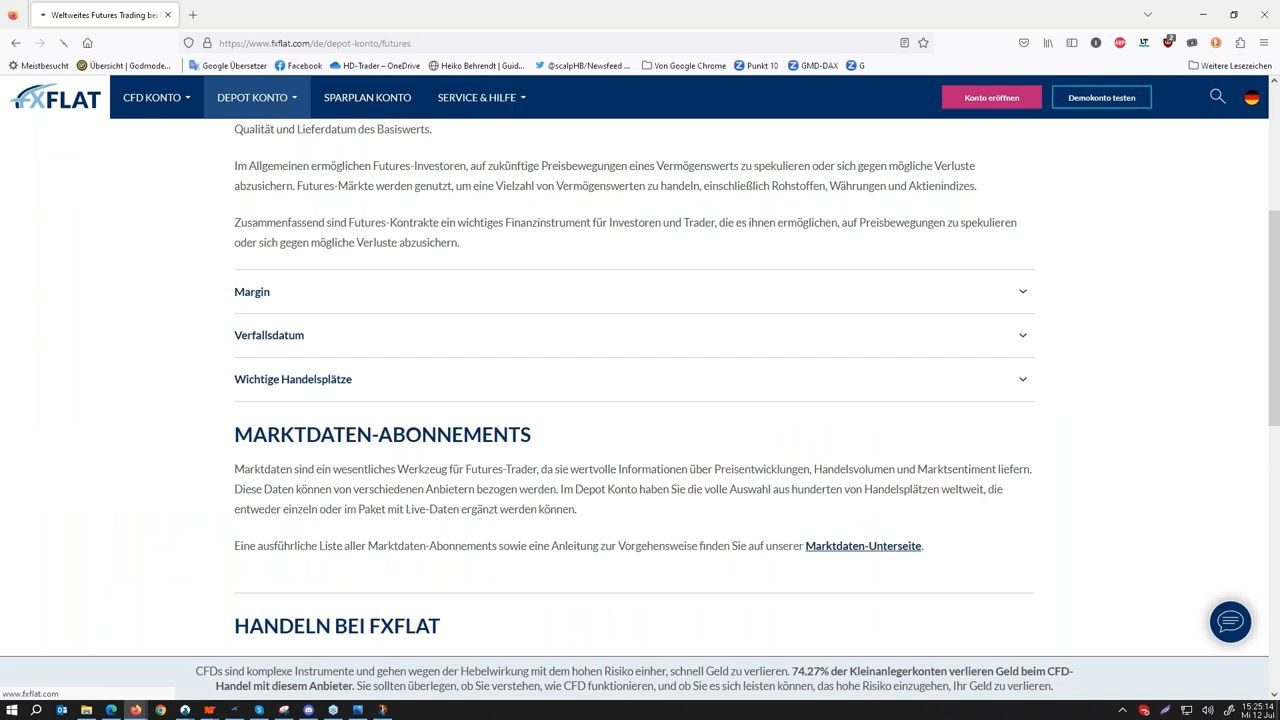 Weltweites Futures Trading bei
https://www.fxflat.com/de/depot-konto/futures
Meistbesucht
Übersicht | Godmode...
Google Übersetzer
Facebook
HD-Trader – OneDrive
Heiko Behrendt | Guid...
@scalpHB/Newsfeed ...
Von Google Chrome
Punkt 10
GMD-DAX
G
Weitere Lesezeichen
FXFLAT
CFD KONTO
DEPOT KONTO
SPARPLAN KONTO
SERVICE & HILFE
Konto eröffnen
Demokonto testen
Qualität und Lieferdatum des Basiswerts.
Im Allgemeinen ermöglichen Futures-Investoren, auf zukünftige Preisbewegungen eines Vermögenswerts zu spekulieren oder sich gegen mögliche Verluste
abzusichern. Futures-Märkte werden genutzt, um eine Vielzahl von Vermögenswerten zu handeln, einschließlich Rohstoffen, Währungen und Aktienindizes.
Zusammenfassend sind Futures-Kontrakte ein wichtiges Finanzinstrument für Investoren und Trader, die es ihnen ermöglichen, auf Preisbewegungen zu spekulieren
oder sich gegen mögliche Verluste abzusichern.
Margin
Verfallsdatum
Wichtige Handelsplätze
MARKTDATEN-ABONNEMENTS
Marktdaten sind ein wesentliches Werkzeug für Futures-Trader, da sie wertvolle Informationen über Preisentwicklungen, Handelsvolumen und Marktsentiment liefern.
Diese Daten können von verschiedenen Anbietern bezogen werden. Im Depot Konto haben Sie die volle Auswahl aus hunderten von Handelsplätzen weltweit, die
entweder einzeln oder im Paket mit Live-Daten ergänzt werden können.
Eine ausführliche Liste aller Marktdaten-Abonnements sowie eine Anleitung zur Vorgehensweise finden Sie auf unserer Marktdaten-Unterseite.
HANDELN BEI FXFLAT
CFDs sind komplexe Instrumente und gehen wegen der Hebelwirkung mit dem hohen Risiko einher, schnell Geld zu verlieren. 74.27% der Kleinanlegerkonten verlieren Geld beim CFD-
Handel mit diesem Anbieter. Sie sollten überlegen, ob Sie verstehen, wie CFD funktionieren, und ob Sie es sich leisten können, das hohe Risiko einzugehen, Ihr Geld zu verlieren.
www.fxflat.com
15:25:14
Mi 12 Jul